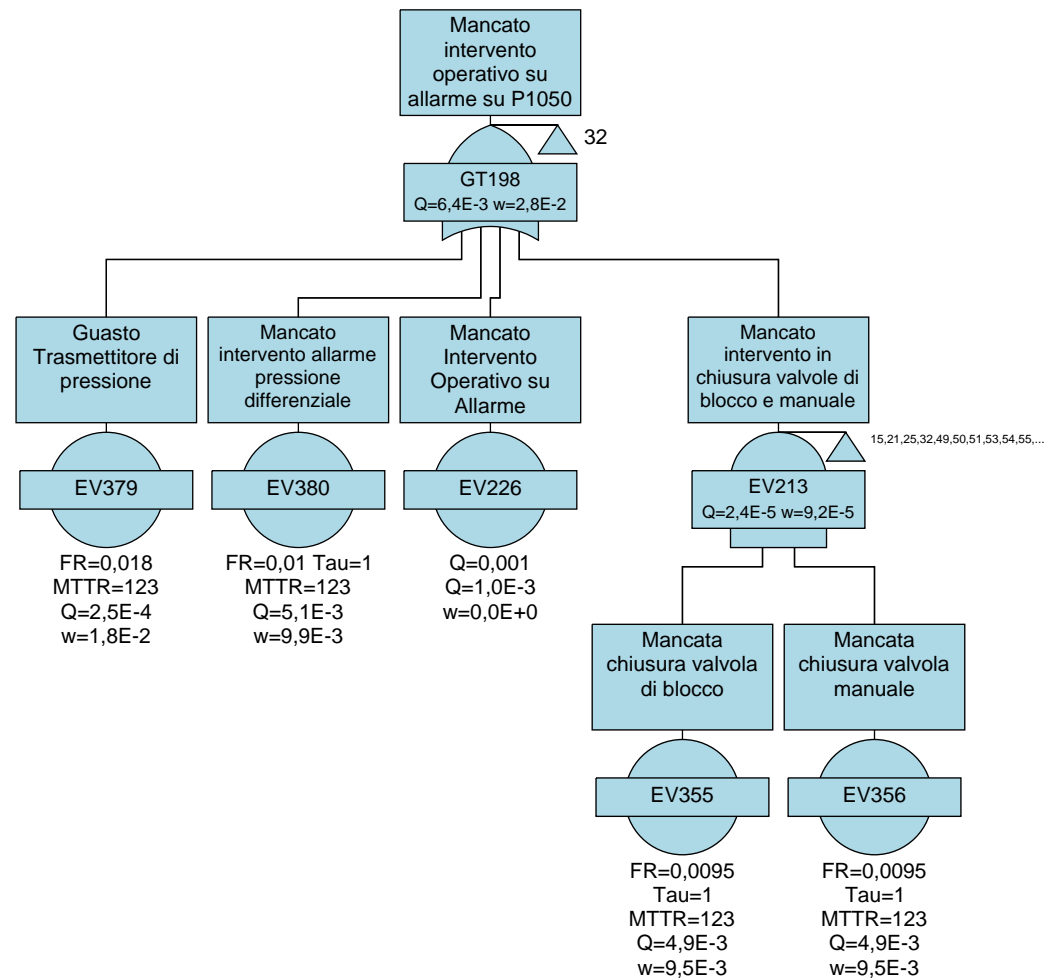 Mancato
intervento
operativo su
allarme su P1050
32
GT198
Q=6,4E-3 w=2,8E-2
Guasto
Trasmettitore di
pressione
Mancato
intervento allarme
pressione
differenziale
Mancato
Intervento
Operativo su
Allarme
Mancato
intervento in
chiusura valvole di
blocco e manuale
15,21,25,32,49,50,51,53,54,55,...
EV379
EV380
EV226
EV213
Q=2,4E-5 w=9,2E-5
FR=0,018
MTTR=123
Q=2,5E-4
w=1,8E-2
FR=0,01 Tau=1
MTTR=123
Q=5,1E-3
w=9,9E-3
Q=0,001
Q=1,0E-3
w=0,0E+0
Mancata
chiusura valvola
di blocco
Mancata
chiusura valvola
manuale
EV355
EV356
FR=0,0095
Tau=1
MTTR=123
Q=4,9E-3
w=9,5E-3
FR=0,0095
Tau=1
MTTR=123
Q=4,9E-3
w=9,5E-3